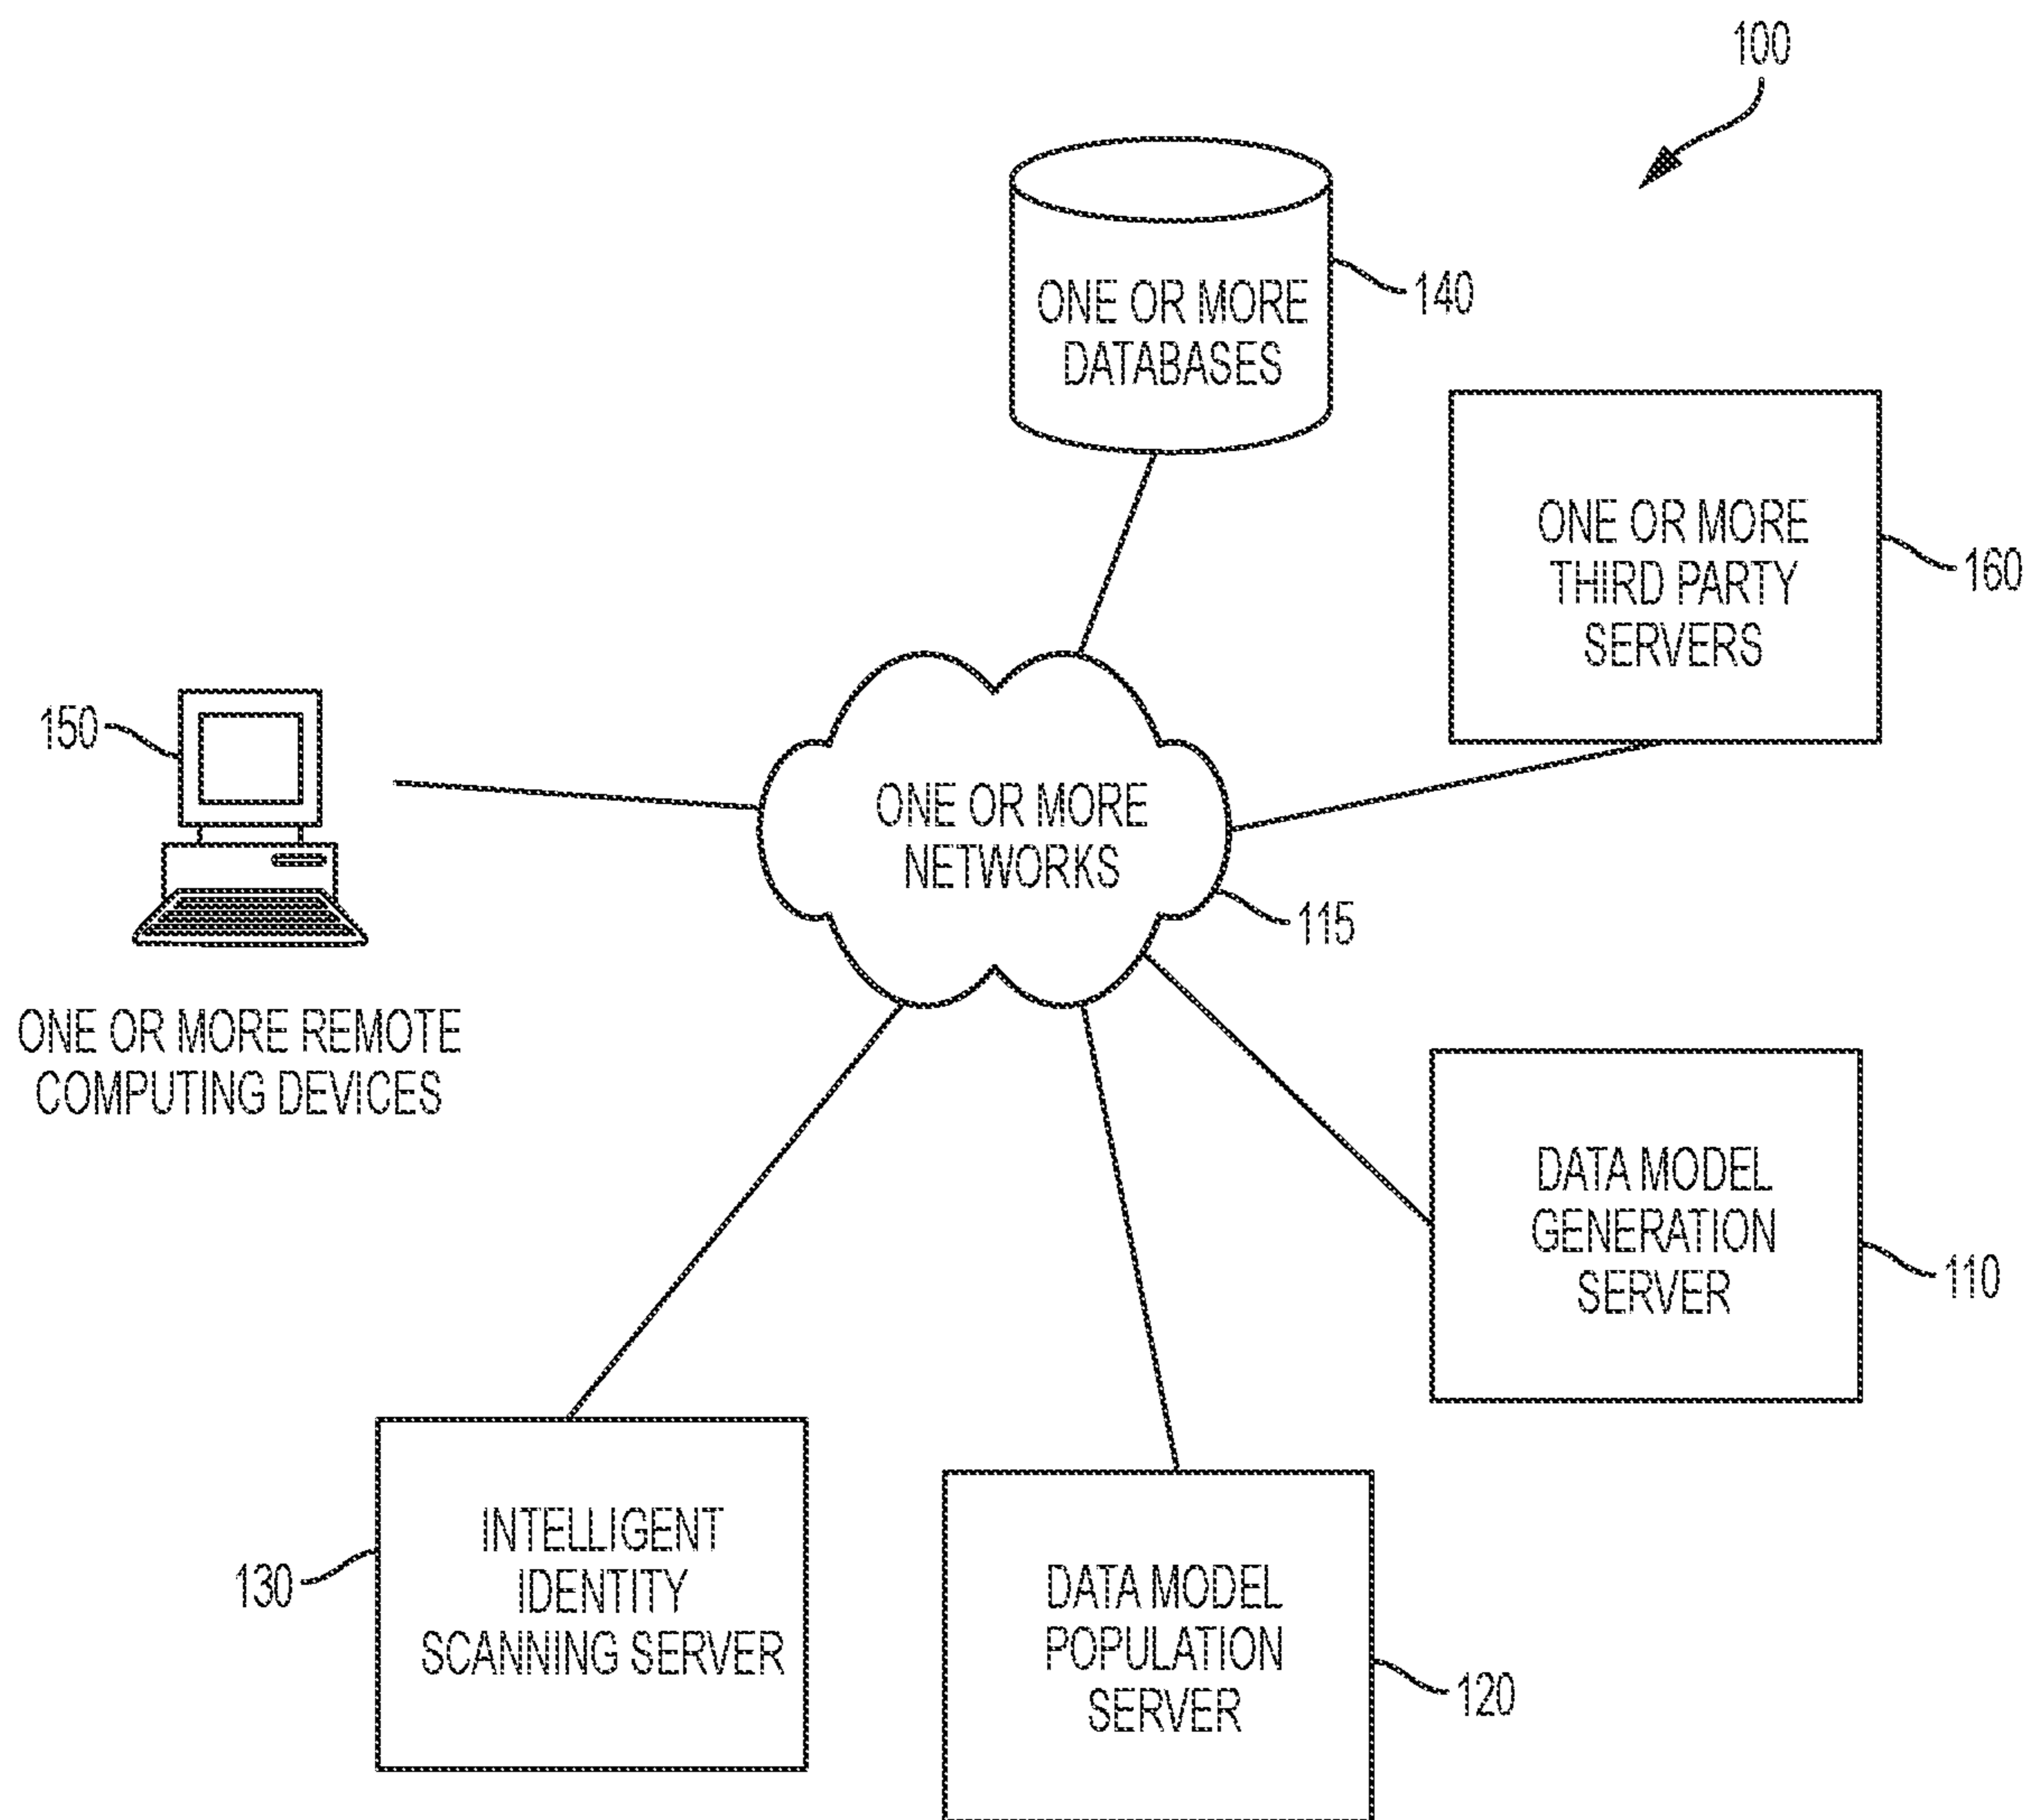 100
ONE OR MORE
DATABASES
140
ONE OR MORE
THIRD PARTY
SERVERS
160
150
ONE OR MORE REMOTE
COMPUTING DEVICES
ONE OR MORE
NETWORKS
115
DATA MODEL
GENERATION
SERVER
110
INTELLIGENT
IDENTITY
SCANNING SERVER
130
DATA MODEL
POPULATION
SERVER
120